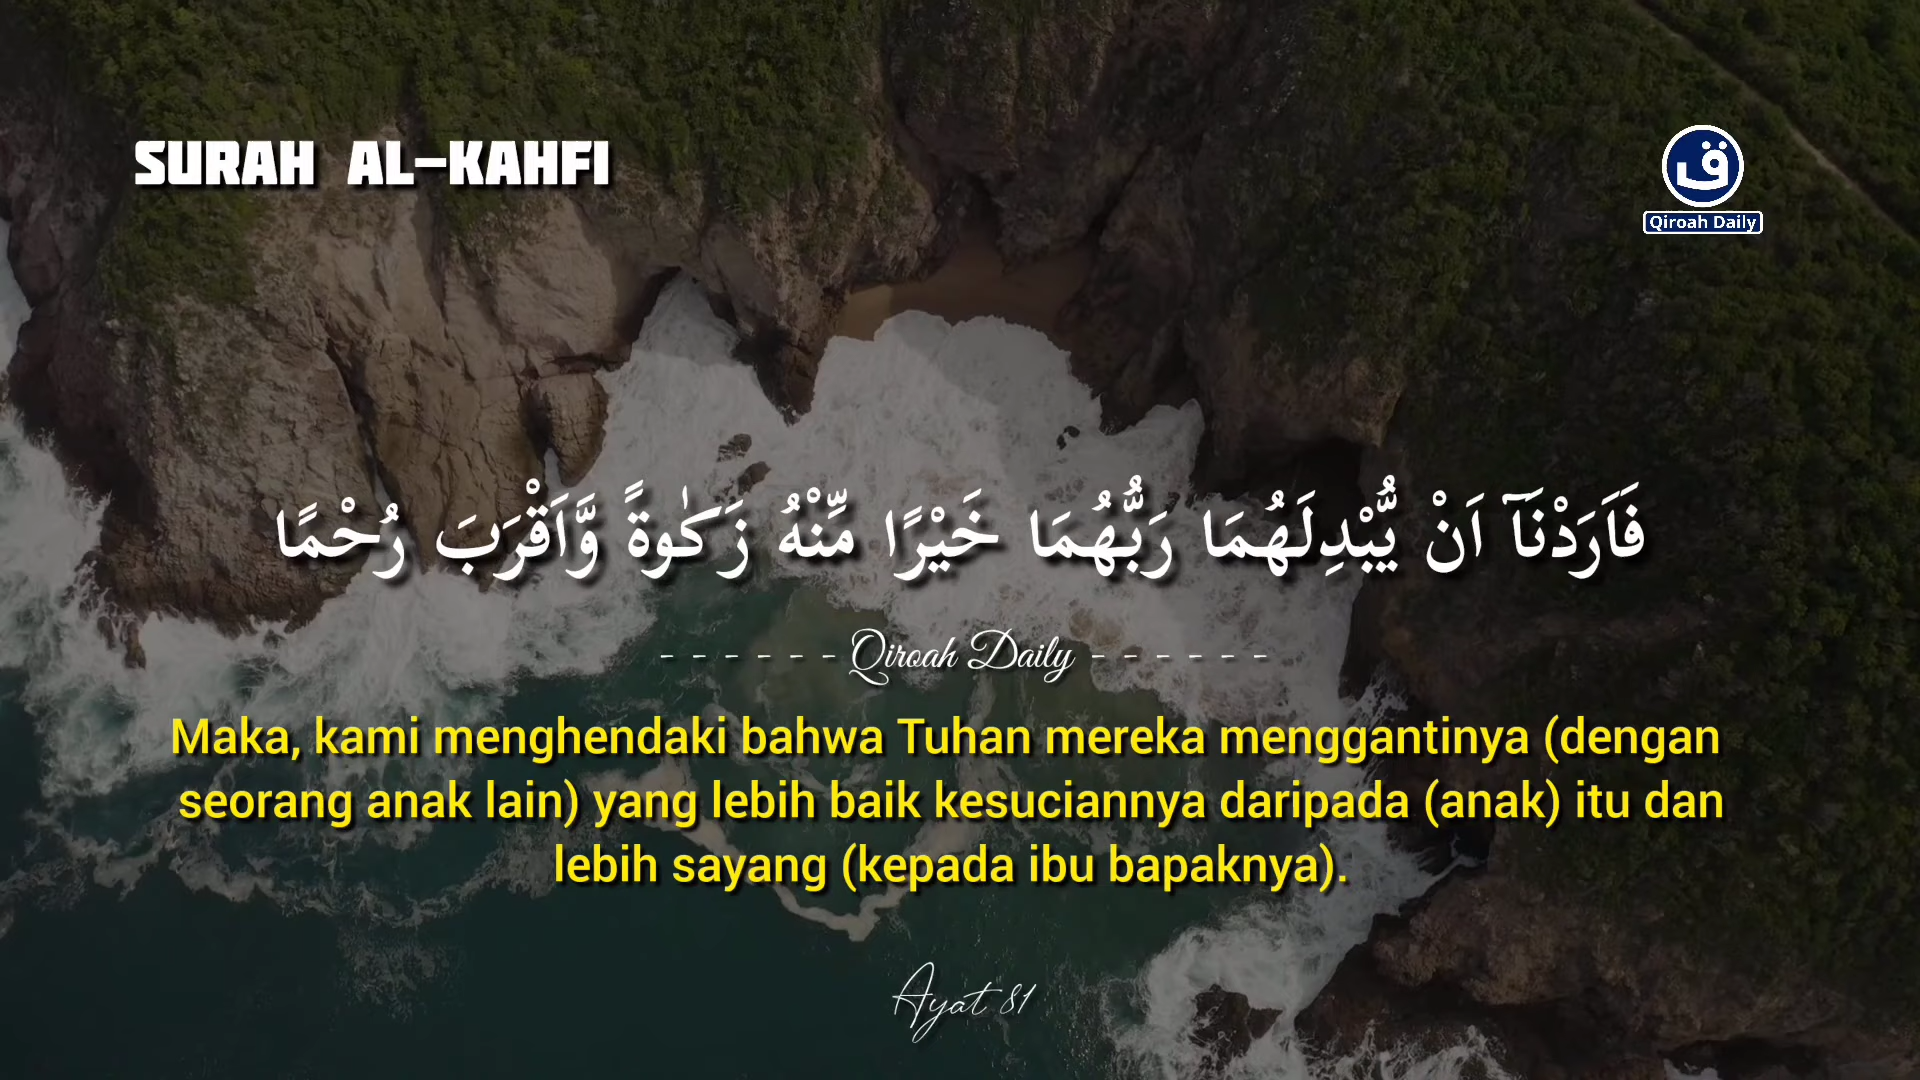 SURAH AL-KAHFI
ق
Qiroah Daily
فَاَرَدْنَآ اَنْ يُّبْدِلَهُمَا رَبُّهُمَا خَيْرًا مِّنْهُ زَكٰوةً وَّاَقْرَبَ رُحْمًا
- - - - - - Qiroah Daily - - - - - -
Maka, kami menghendaki bahwa Tuhan mereka menggantinya (dengan
seorang anak lain) yang lebih baik kesuciannya daripada (anak) itu dan
lebih sayang (kepada ibu bapaknya).
Ayat 81